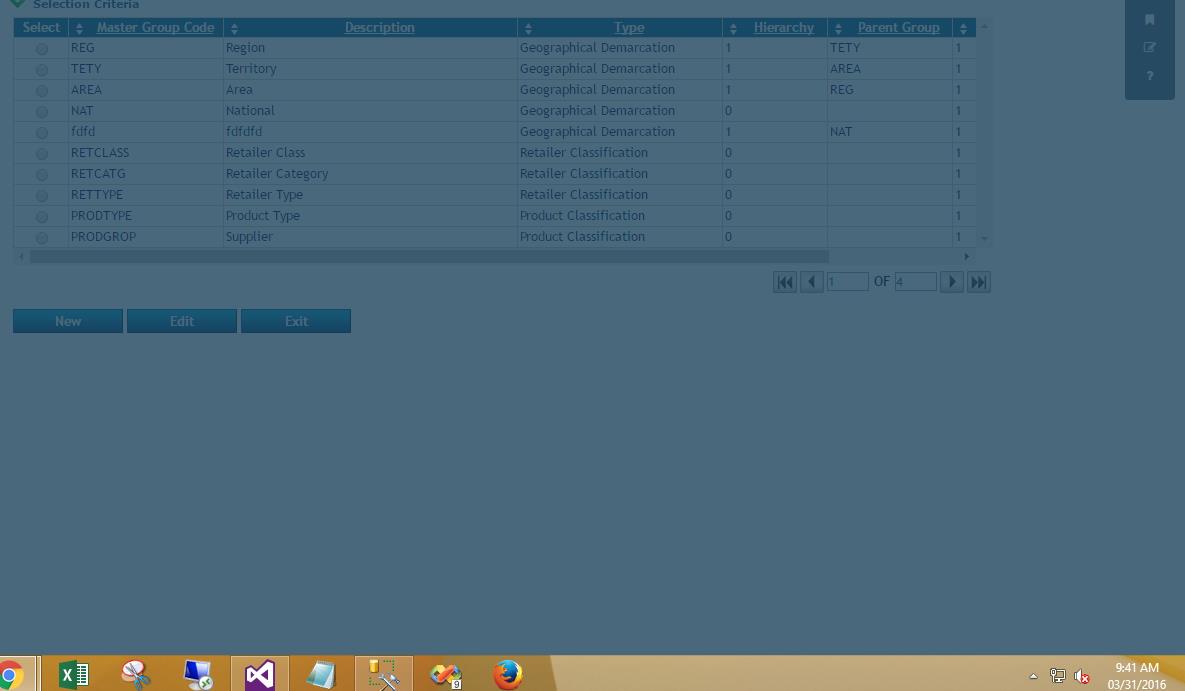 Selection Criteria
Select Master Group Code Description Type Hierarchy Parent Group
REG Region Geographical Demarcation 1 TETY 1
TETY Territory Geographical Demarcation 1 AREA 1
AREA Area Geographical Demarcation 1 REG 1
NAT National Geographical Demarcation 0 1
fdfd fdfdfd Geographical Demarcation 1 NAT 1
RETCLASS Retailer Class Retailer Classification 0 1
RETCATG Retailer Category Retailer Classification 0 1
RETTYPE Retailer Type Retailer Classification 0 1
PRODTYPE Product Type Product Classification 0 1
PRODGROP Supplier Product Classification 0 1
1 OF 4
New Edit Exit
?
9
9:41 AM
03/31/2016